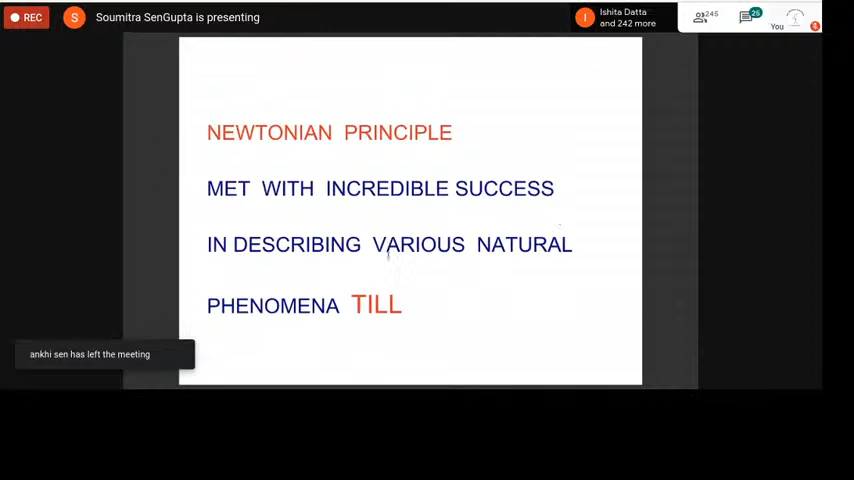 REC
S
Soumitra SenGupta is presenting
I
Ishita Datta
and 242 more
245
25
You
NEWTONIAN PRINCIPLE
MET WITH INCREDIBLE SUCCESS
IN DESCRIBING VARIOUS NATURAL
PHENOMENA TILL
ankhi sen has left the meeting